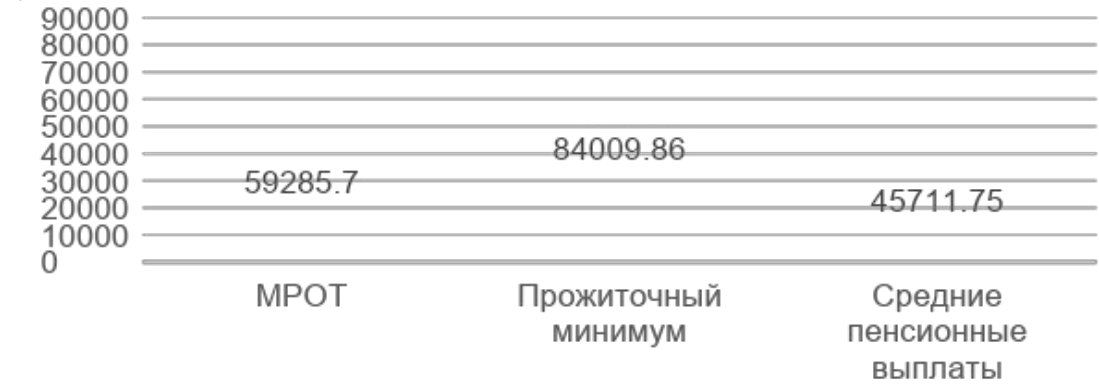 90000
80000
70000
60000
50000
40000
30000
20000
10000
0
84009.86
59285.7
45711.75
МРОТ
Прожиточный
минимум
Средние
пенсионные
выплаты